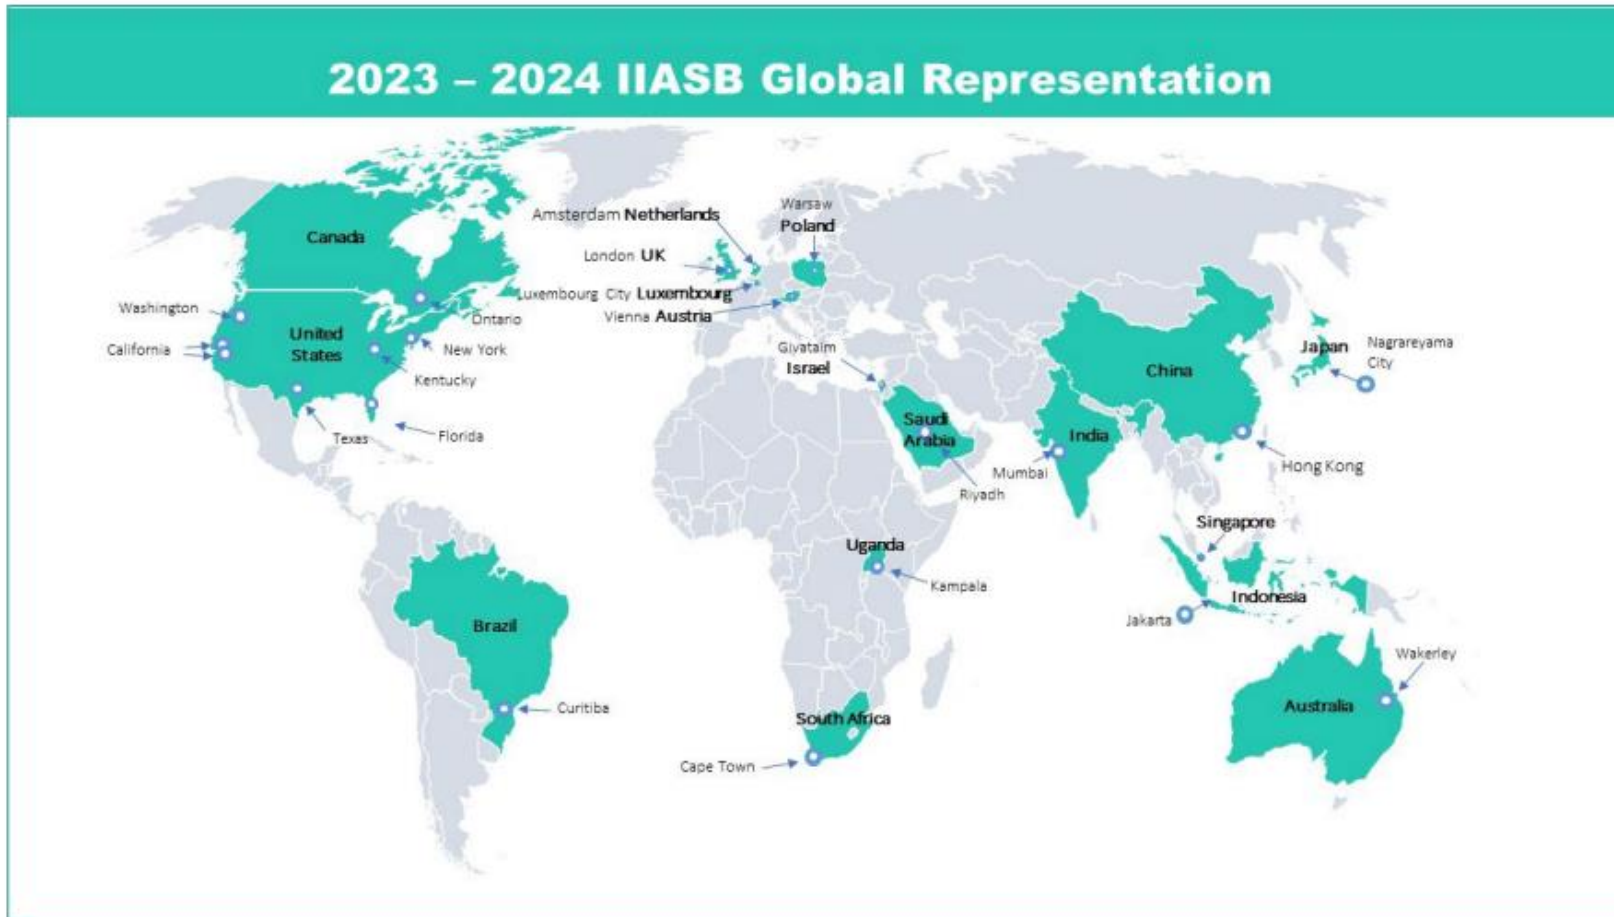 2023 – 2024 IIASB Global Representation
Canada
Washington
California
United
States
Ontario
New York
Kentucky
Texas
Florida
Amsterdam Netherlands
London UK
Luxembourg City Luxembourg
Vienna Austria
Warsaw
Poland
Givataim
Israel
Saudi
Arabia
Riyadh
India
Mumbai
China
Hong Kong
Japan
Nagrareyama
City
Singapore
Indonesia
Jakarta
Uganda
Kampala
Brazil
Curitiba
South Africa
Cape Town
Australia
Wakerley